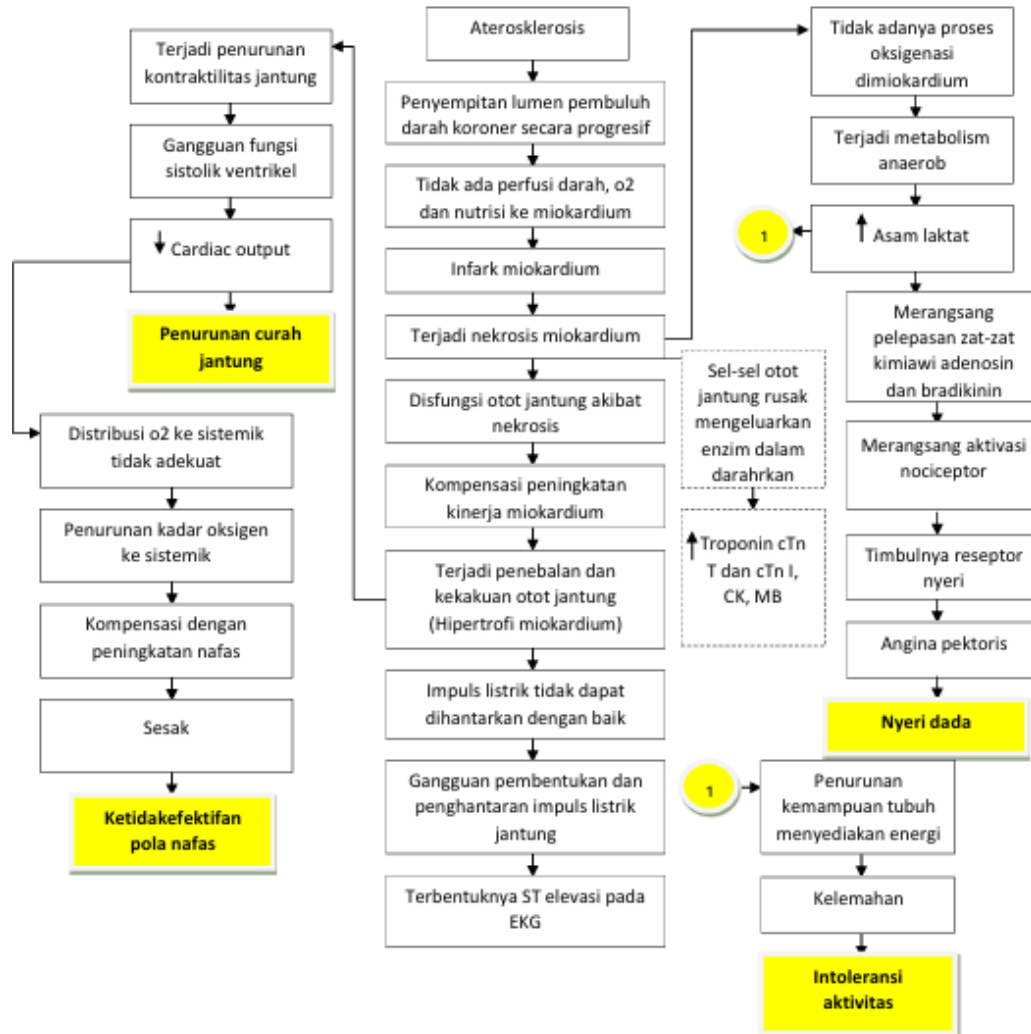 Aterosklerosis
Penyempitan lumen pembuluh
darah koroner secara progresif
Tidak ada perfusi darah, o2
dan nutrisi ke miokardium
Infark miokardium
Terjadi nekrosis miokardium
Disfungsi otot jantung akibat
nekrosis
Kompensasi peningkatan
kinerja miokardium
Terjadi penebalan dan
kekakuan otot jantung
(Hipertrofi miokardium)
Impuls listrik tidak dapat
dihantarkan dengan baik
Gangguan pembentukan dan
penghantaran impuls listrik
jantung
Terbentuknya ST elevasi pada
EKG
Terjadi penurunan
kontraktilitas jantung
Gangguan fungsi
sistolik ventrikel
↓ Cardiac output
Penurunan curah
jantung
Distribusi o2 ke sistemik
tidak adekuat
Penurunan kadar oksigen
ke sistemik
Kompensasi dengan
peningkatan nafas
Sesak
Ketidakefektifan
pola nafas
Sel-sel otot
jantung rusak
mengeluarkan
enzim dalam
darahrkan
↑ Troponin cTn
T dan cTn I,
CK, MB
Tidak adanya proses
oksigenasi
dimiokardium
Terjadi metabolism
anaerob
↑ Asam laktat
1
Merangsang
pelepasan zat-zat
kimiawi adenosin
dan bradikinin
Merangsang aktivasi
nociceptor
Timbulnya reseptor
nyeri
Angina pektoris
Nyeri dada
1
Penurunan
kemampuan tubuh
menyediakan energi
Kelemahan
Intoleransi
aktivitas